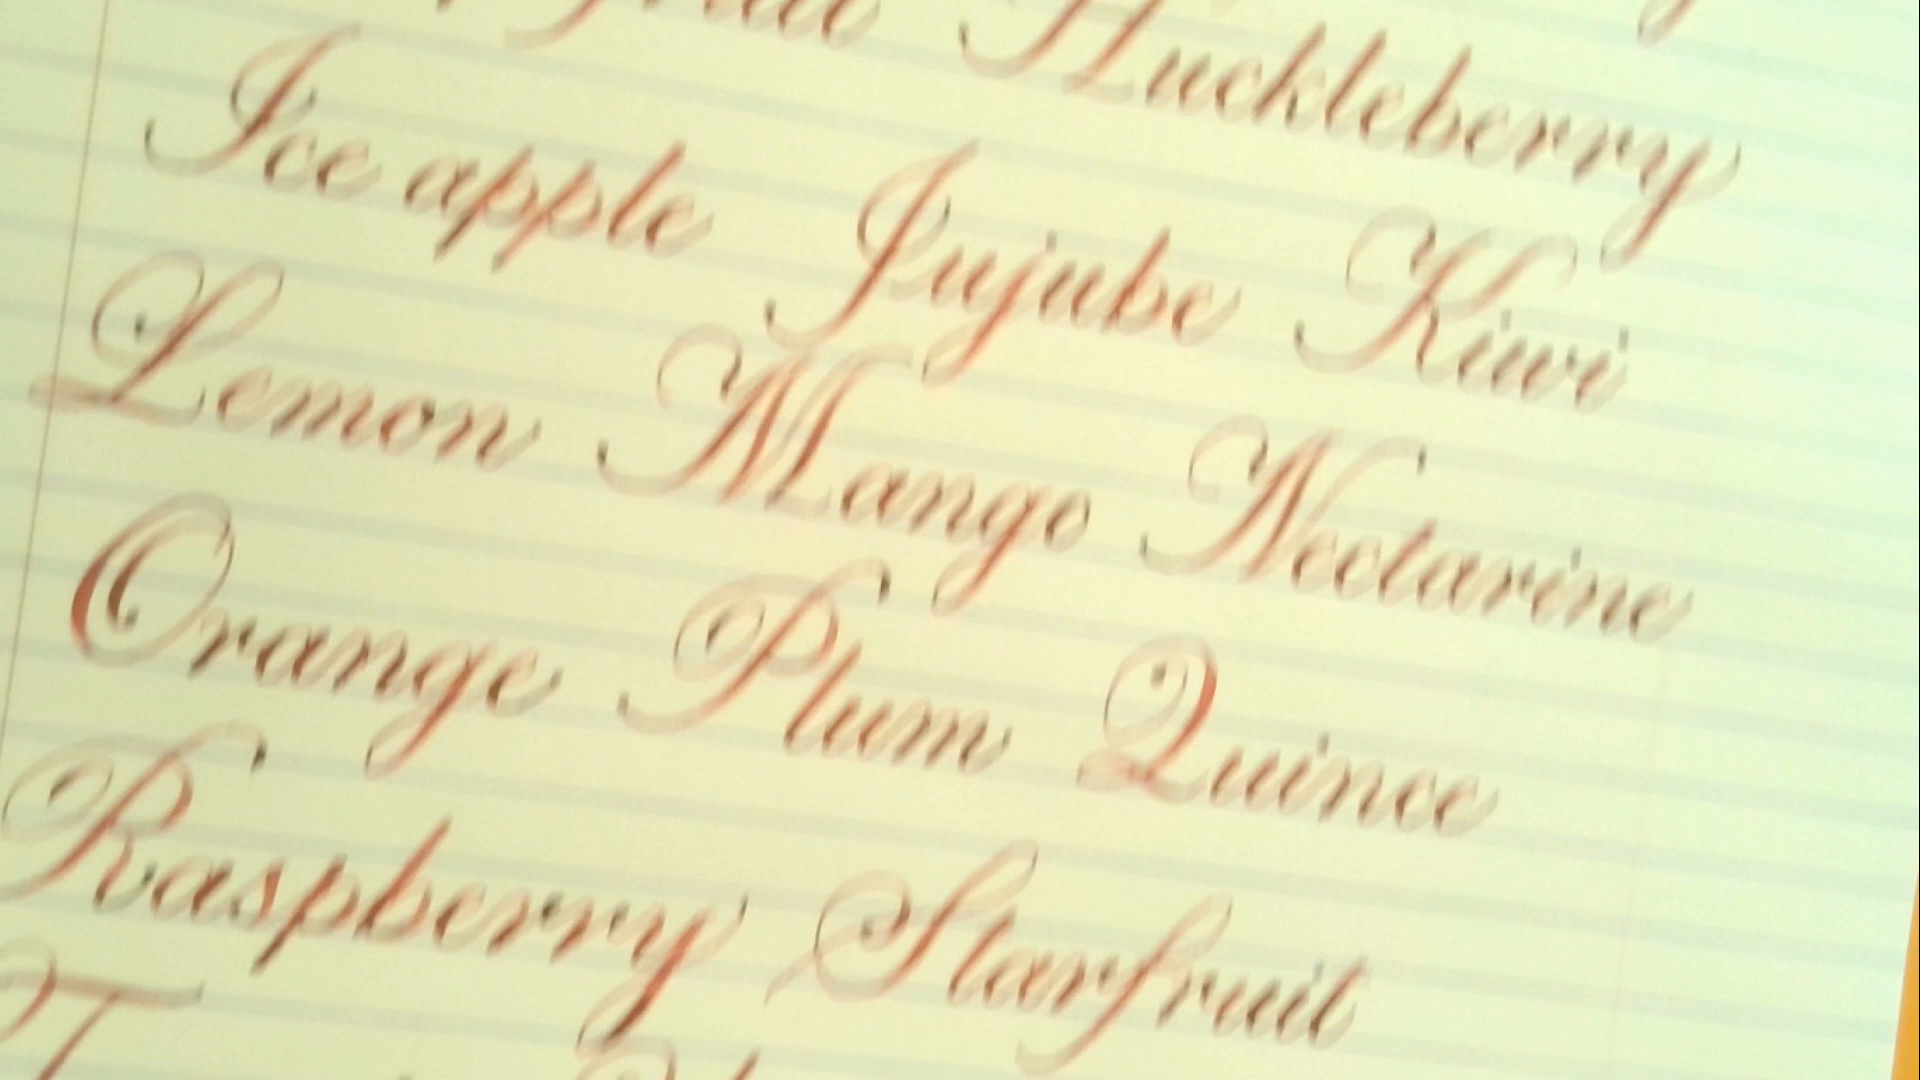 Huckleberry
Ice apple Jujube Kiwi
Lemon Mango Nectarine
Orange Plum Quince
Raspberry Starfruit